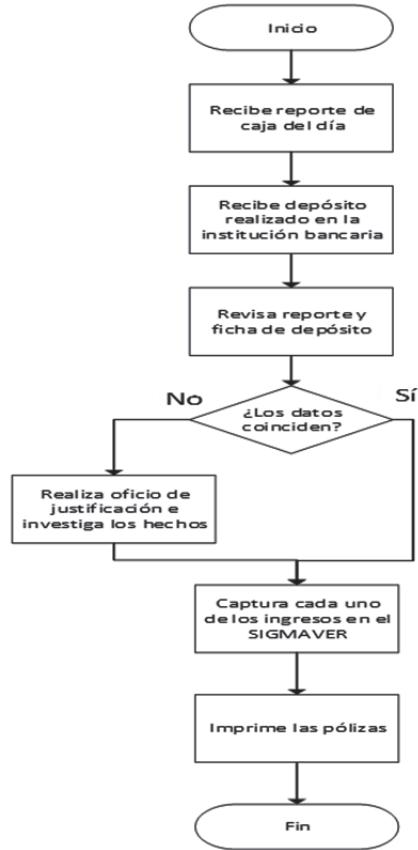 Inicio
Recibe reporte de
caja del día
Recibe depósito
realizado en la
institución bancaria
Revisa reporte y
ficha de depósito
No
Sí
¿Los datos
coinciden?
Realiza oficio de
justificación e
investiga los hechos
Captura cada uno
de los ingresos en el
SIGMAVER
Imprime las pólizas
Fin